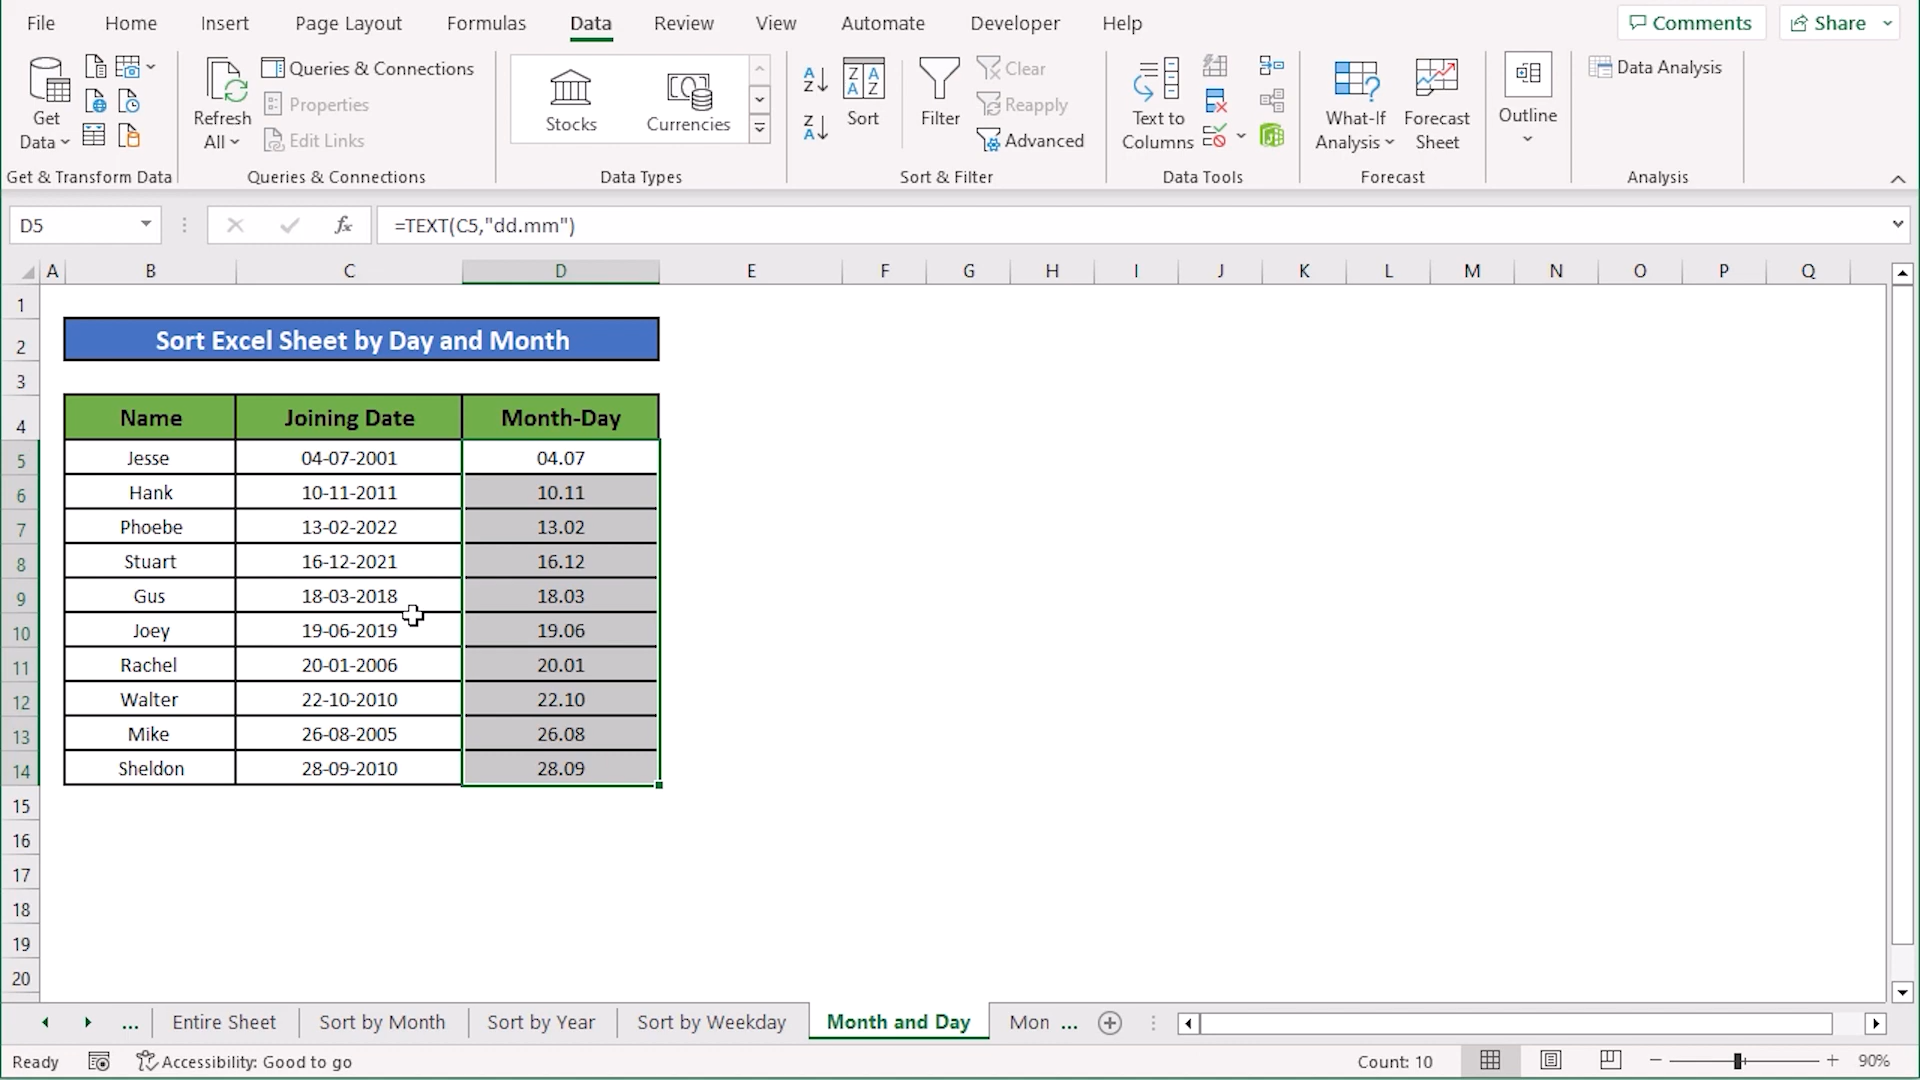 File Home Insert Page Layout Formulas Data Review View Automate Developer Help Comments Share
Get Data
Refresh All
Queries & Connections
Properties
Edit Links
Stocks
Currencies
Sort
Filter
Clear
Reapply
Advanced
Text to Columns
What-If Analysis
Forecast Sheet
Outline
Data Analysis
Get & Transform Data Queries & Connections Data Types Sort & Filter Data Tools Forecast Analysis
D5 fx =TEXT(C5,"dd.mm")
A B C D E F G H I J K L M N O P Q
1
2 Sort Excel Sheet by Day and Month
3
4 Name Joining Date Month-Day
5 Jesse 04-07-2001 04.07
6 Hank 10-11-2011 10.11
7 Phoebe 13-02-2022 13.02
8 Stuart 16-12-2021 16.12
9 Gus 18-03-2018 18.03
10 Joey 19-06-2019 19.06
11 Rachel 20-01-2006 20.01
12 Walter 22-10-2010 22.10
13 Mike 26-08-2005 26.08
14 Sheldon 28-09-2010 28.09
15
16
17
18
19
20
... Entire Sheet Sort by Month Sort by Year Sort by Weekday Month and Day Mon ...
Ready Accessibility: Good to go Count: 10 90%